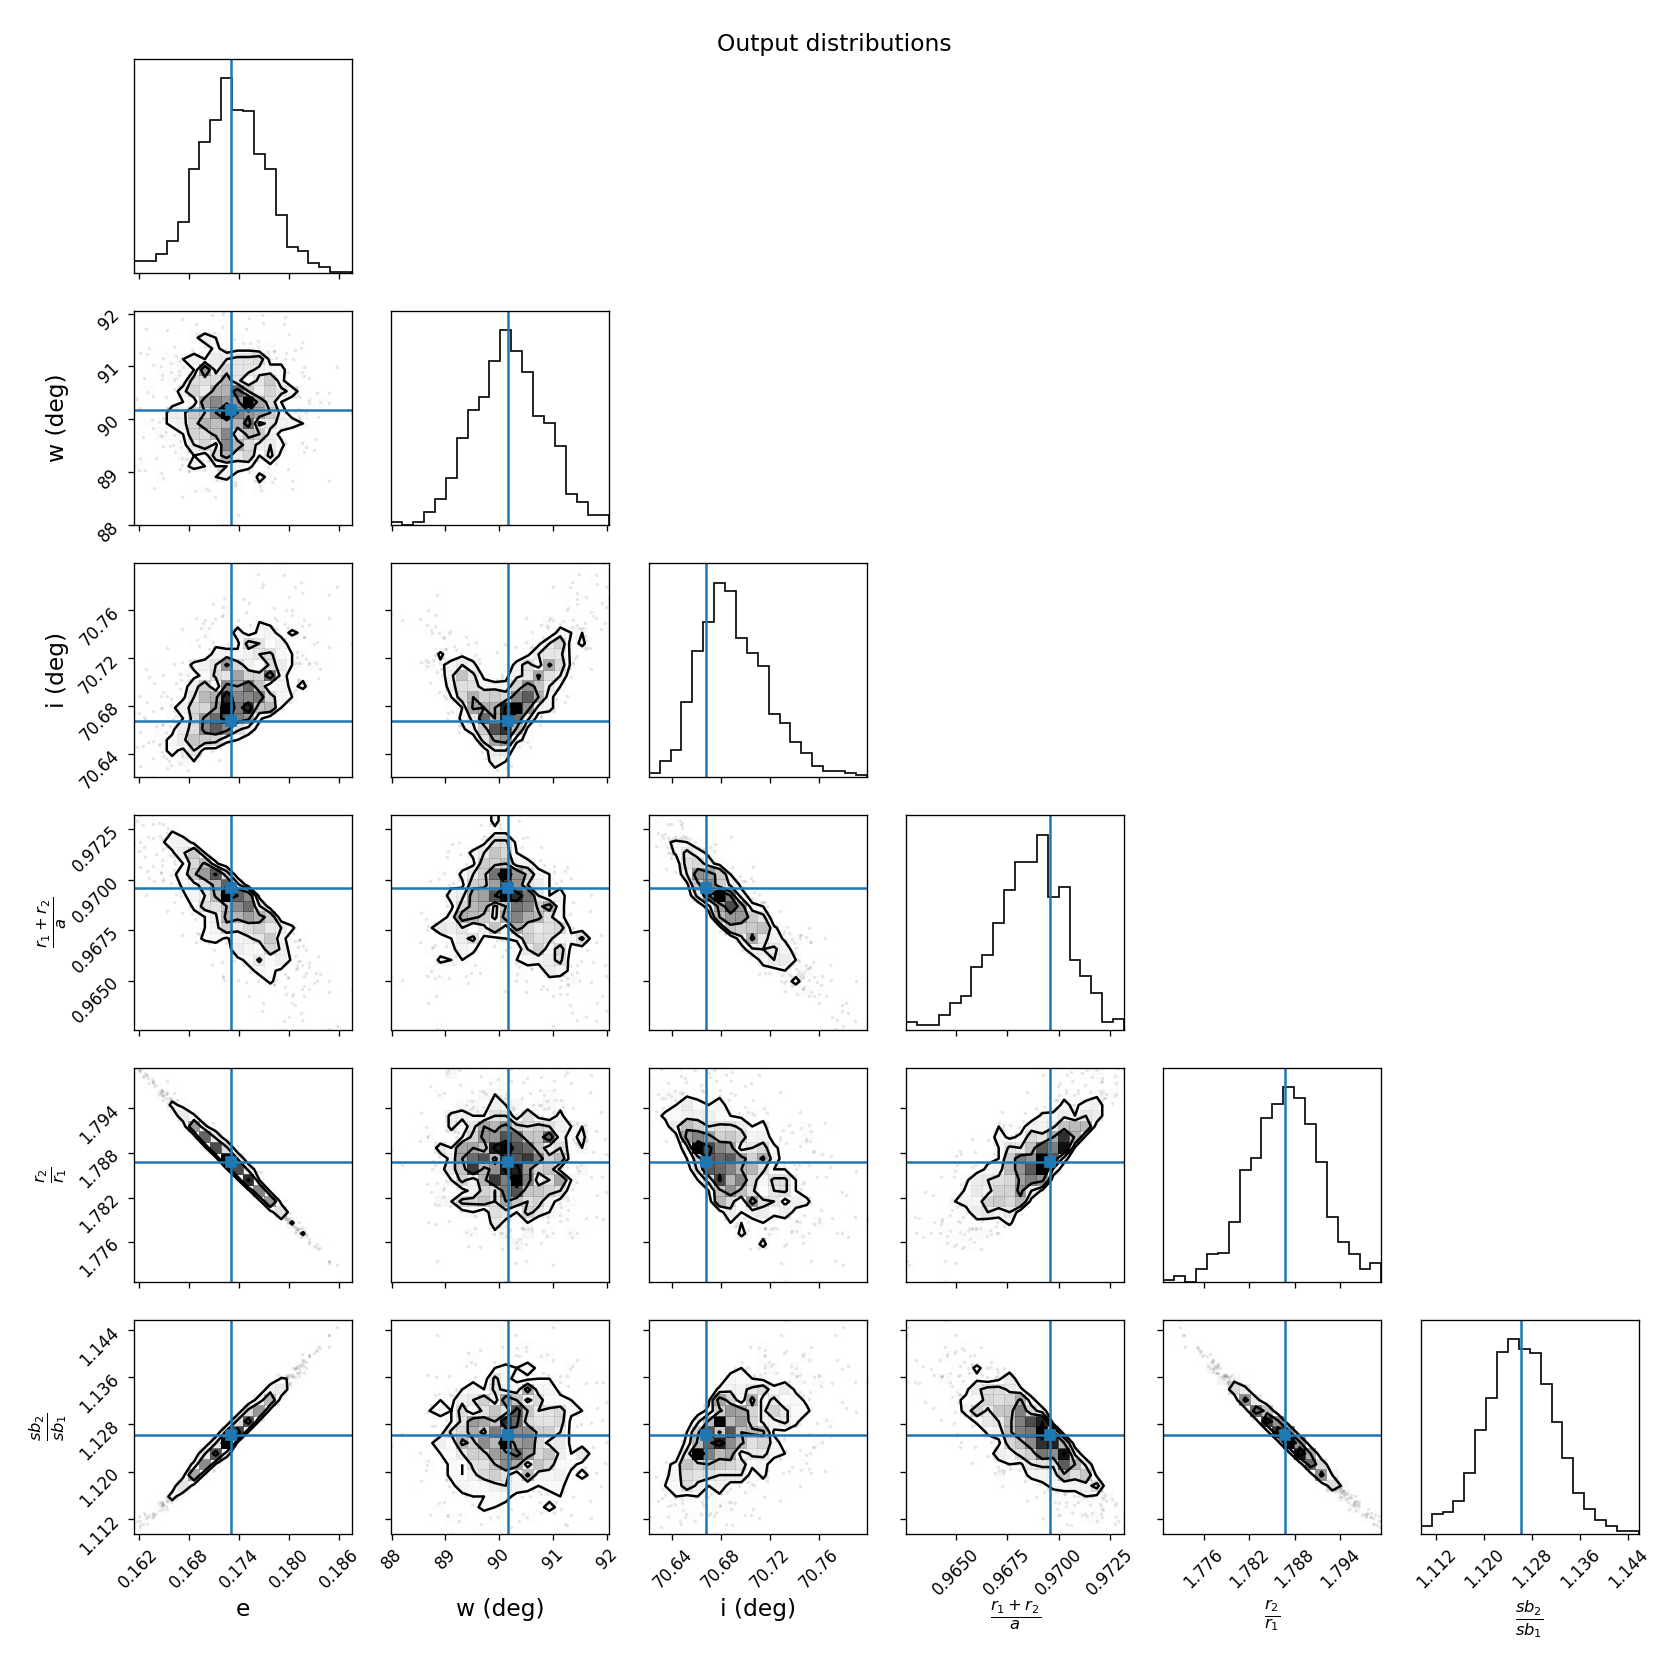 Output distributions
92
91
90
89
88
w (deg)
70.76
70.72
70.68
70.64
i (deg)
0.9725
0.9700
0.9675
0.9650
r₁ + r₂
a
1.794
1.788
1.782
1.776
r₂
r₁
1.144
1.136
1.128
1.120
1.112
sb₂
sb₁
0.162 0.168 0.174 0.180 0.186
88 89 90 91 92
70.64 70.68 70.72 70.76
0.9650 0.9675 0.9700 0.9725
1.776 1.782 1.788 1.794
1.112 1.120 1.128 1.136 1.144
e
w (deg)
i (deg)
r₁ + r₂
a
r₂
r₁
sb₂
sb₁